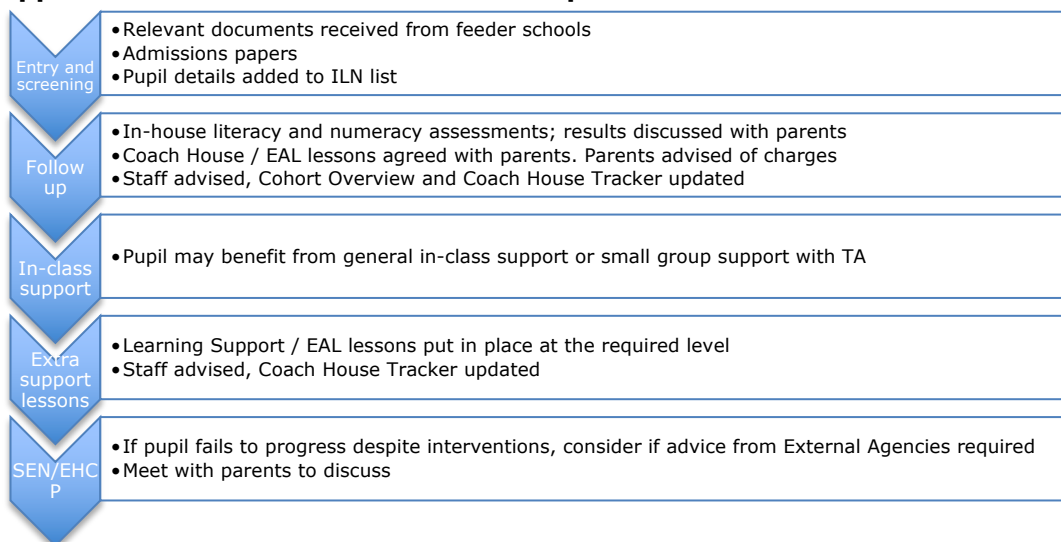 Entry and
screening
•Relevant documents received from feeder schools
•Admissions papers
•Pupil details added to ILN list
Follow
up
•In-house literacy and numeracy assessments; results discussed with parents
•Coach House / EAL lessons agreed with parents. Parents advised of charges
•Staff advised, Cohort Overview and Coach House Tracker updated
In-class
support
•Pupil may benefit from general in-class support or small group support with TA
Extra
support
lessons
•Learning Support / EAL lessons put in place at the required level
•Staff advised, Coach House Tracker updated
SEN/EHC
P
•If pupil fails to progress despite interventions, consider if advice from External Agencies required
•Meet with parents to discuss